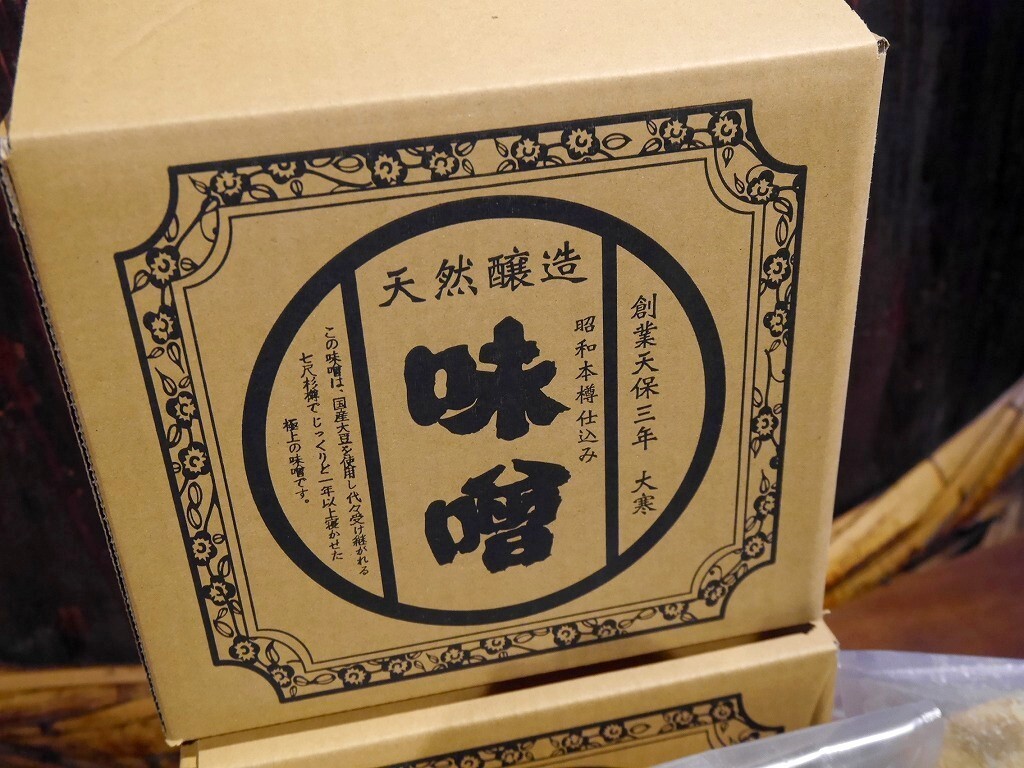 天然醸造
創業天保三年 大寒
昭和本樽仕込み
味噌
この味噌は、国産大豆を使用し代々受け継がれる
七尺杉樽でじっくりと一年以上寝かせた
極上の味噌です。